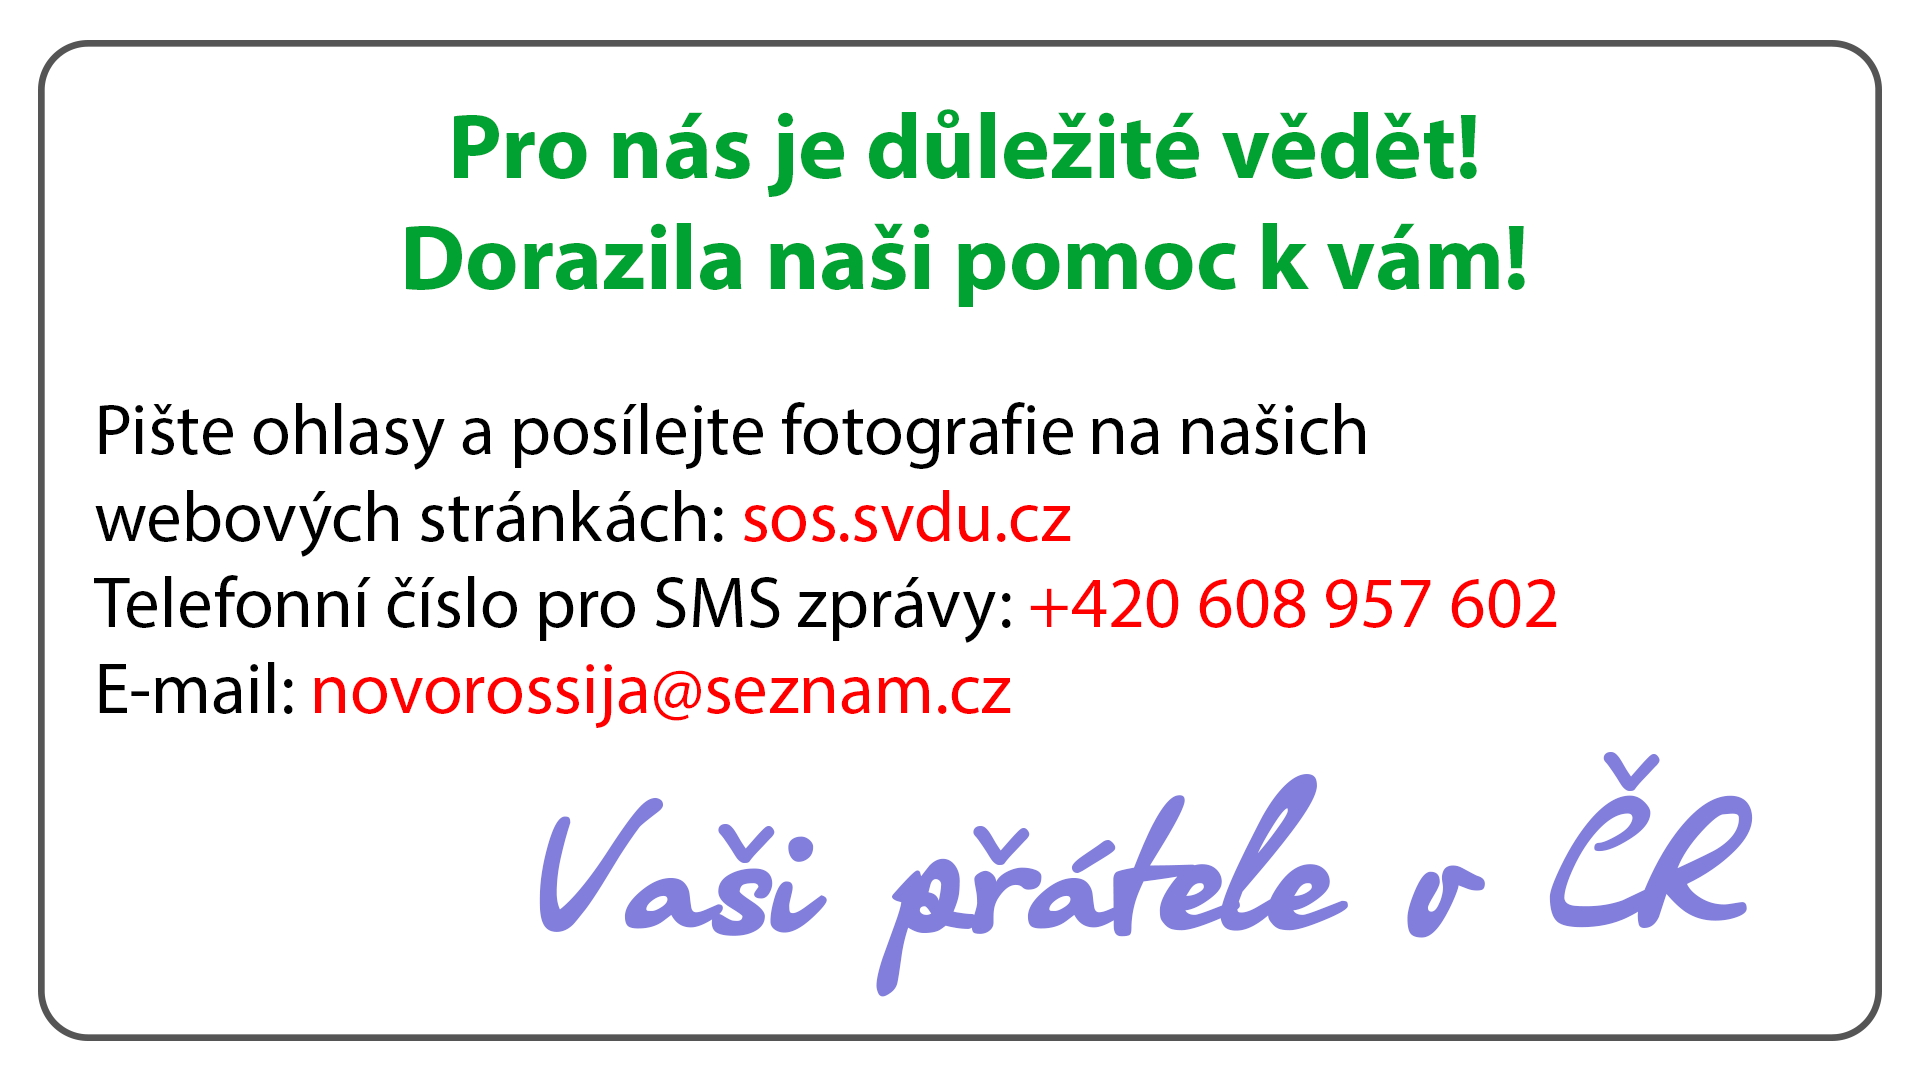 Pro nás je důležité vědět!
Dorazila naši pomoc k vám!
Pište ohlasy a posílejte fotografie na našich
webových stránkách: sos.svdu.cz
Telefonní číslo pro SMS zprávy: +420 608 957 602
E-mail: novorossija@seznam.cz
Vaši přátele v ČR